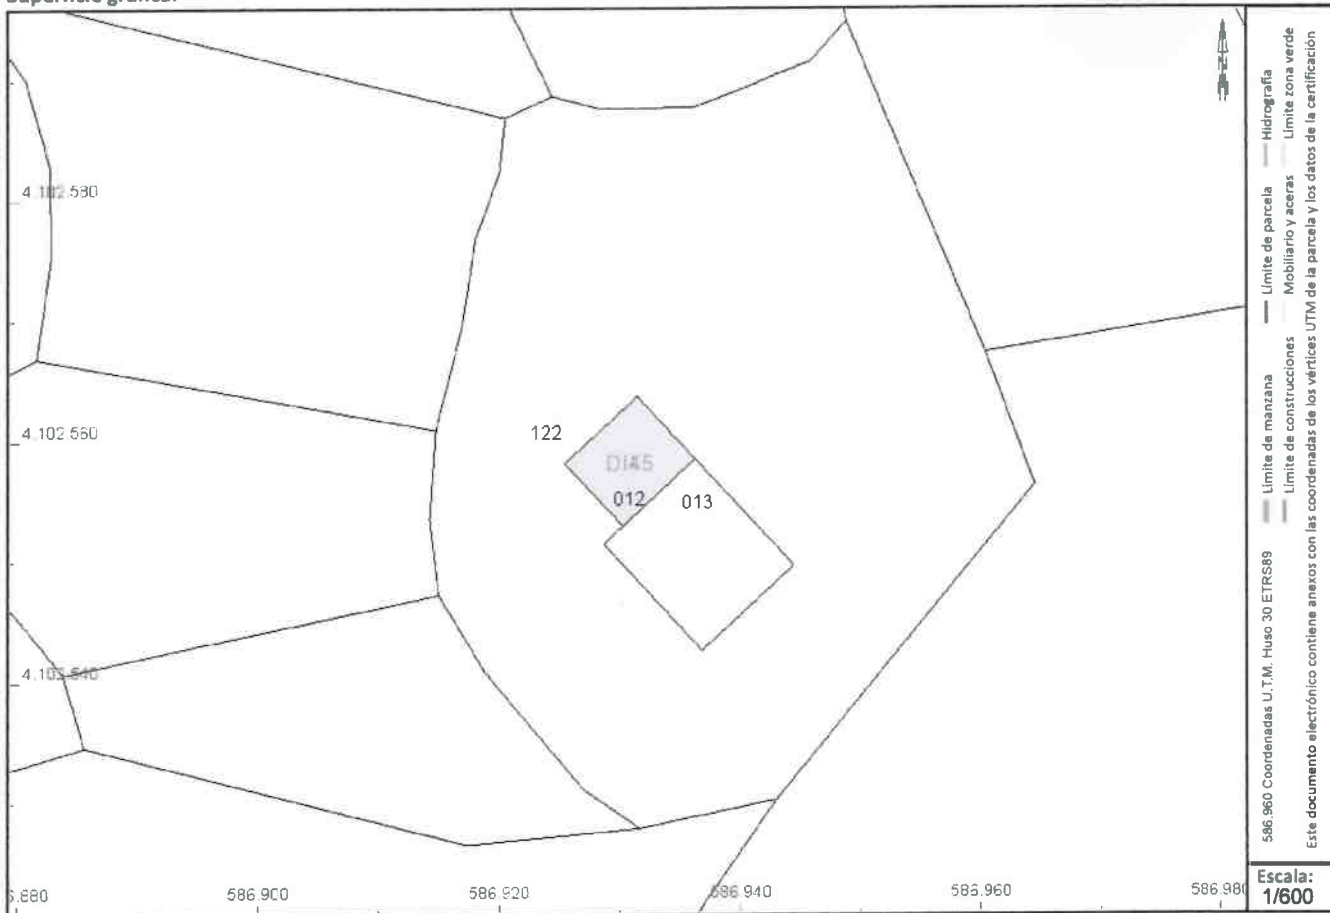 Superficie gráfica:
N
4.102.580
4.102.560
122
DI45
012
013
4.102.540
586.900
586.920
586.940
586.960
586.980
Límite de manzana
Límite de parcela
Hidrografía
Límite de construcciones
Mobiliario y aceras
Límite zona verde
586.960 Coordenadas U.T.M. Huso 30 ETRS89
Este documento electrónico contiene anexos con las coordenadas de los vértices UTM de la parcela y los datos de la certificación
Escala:
1/600